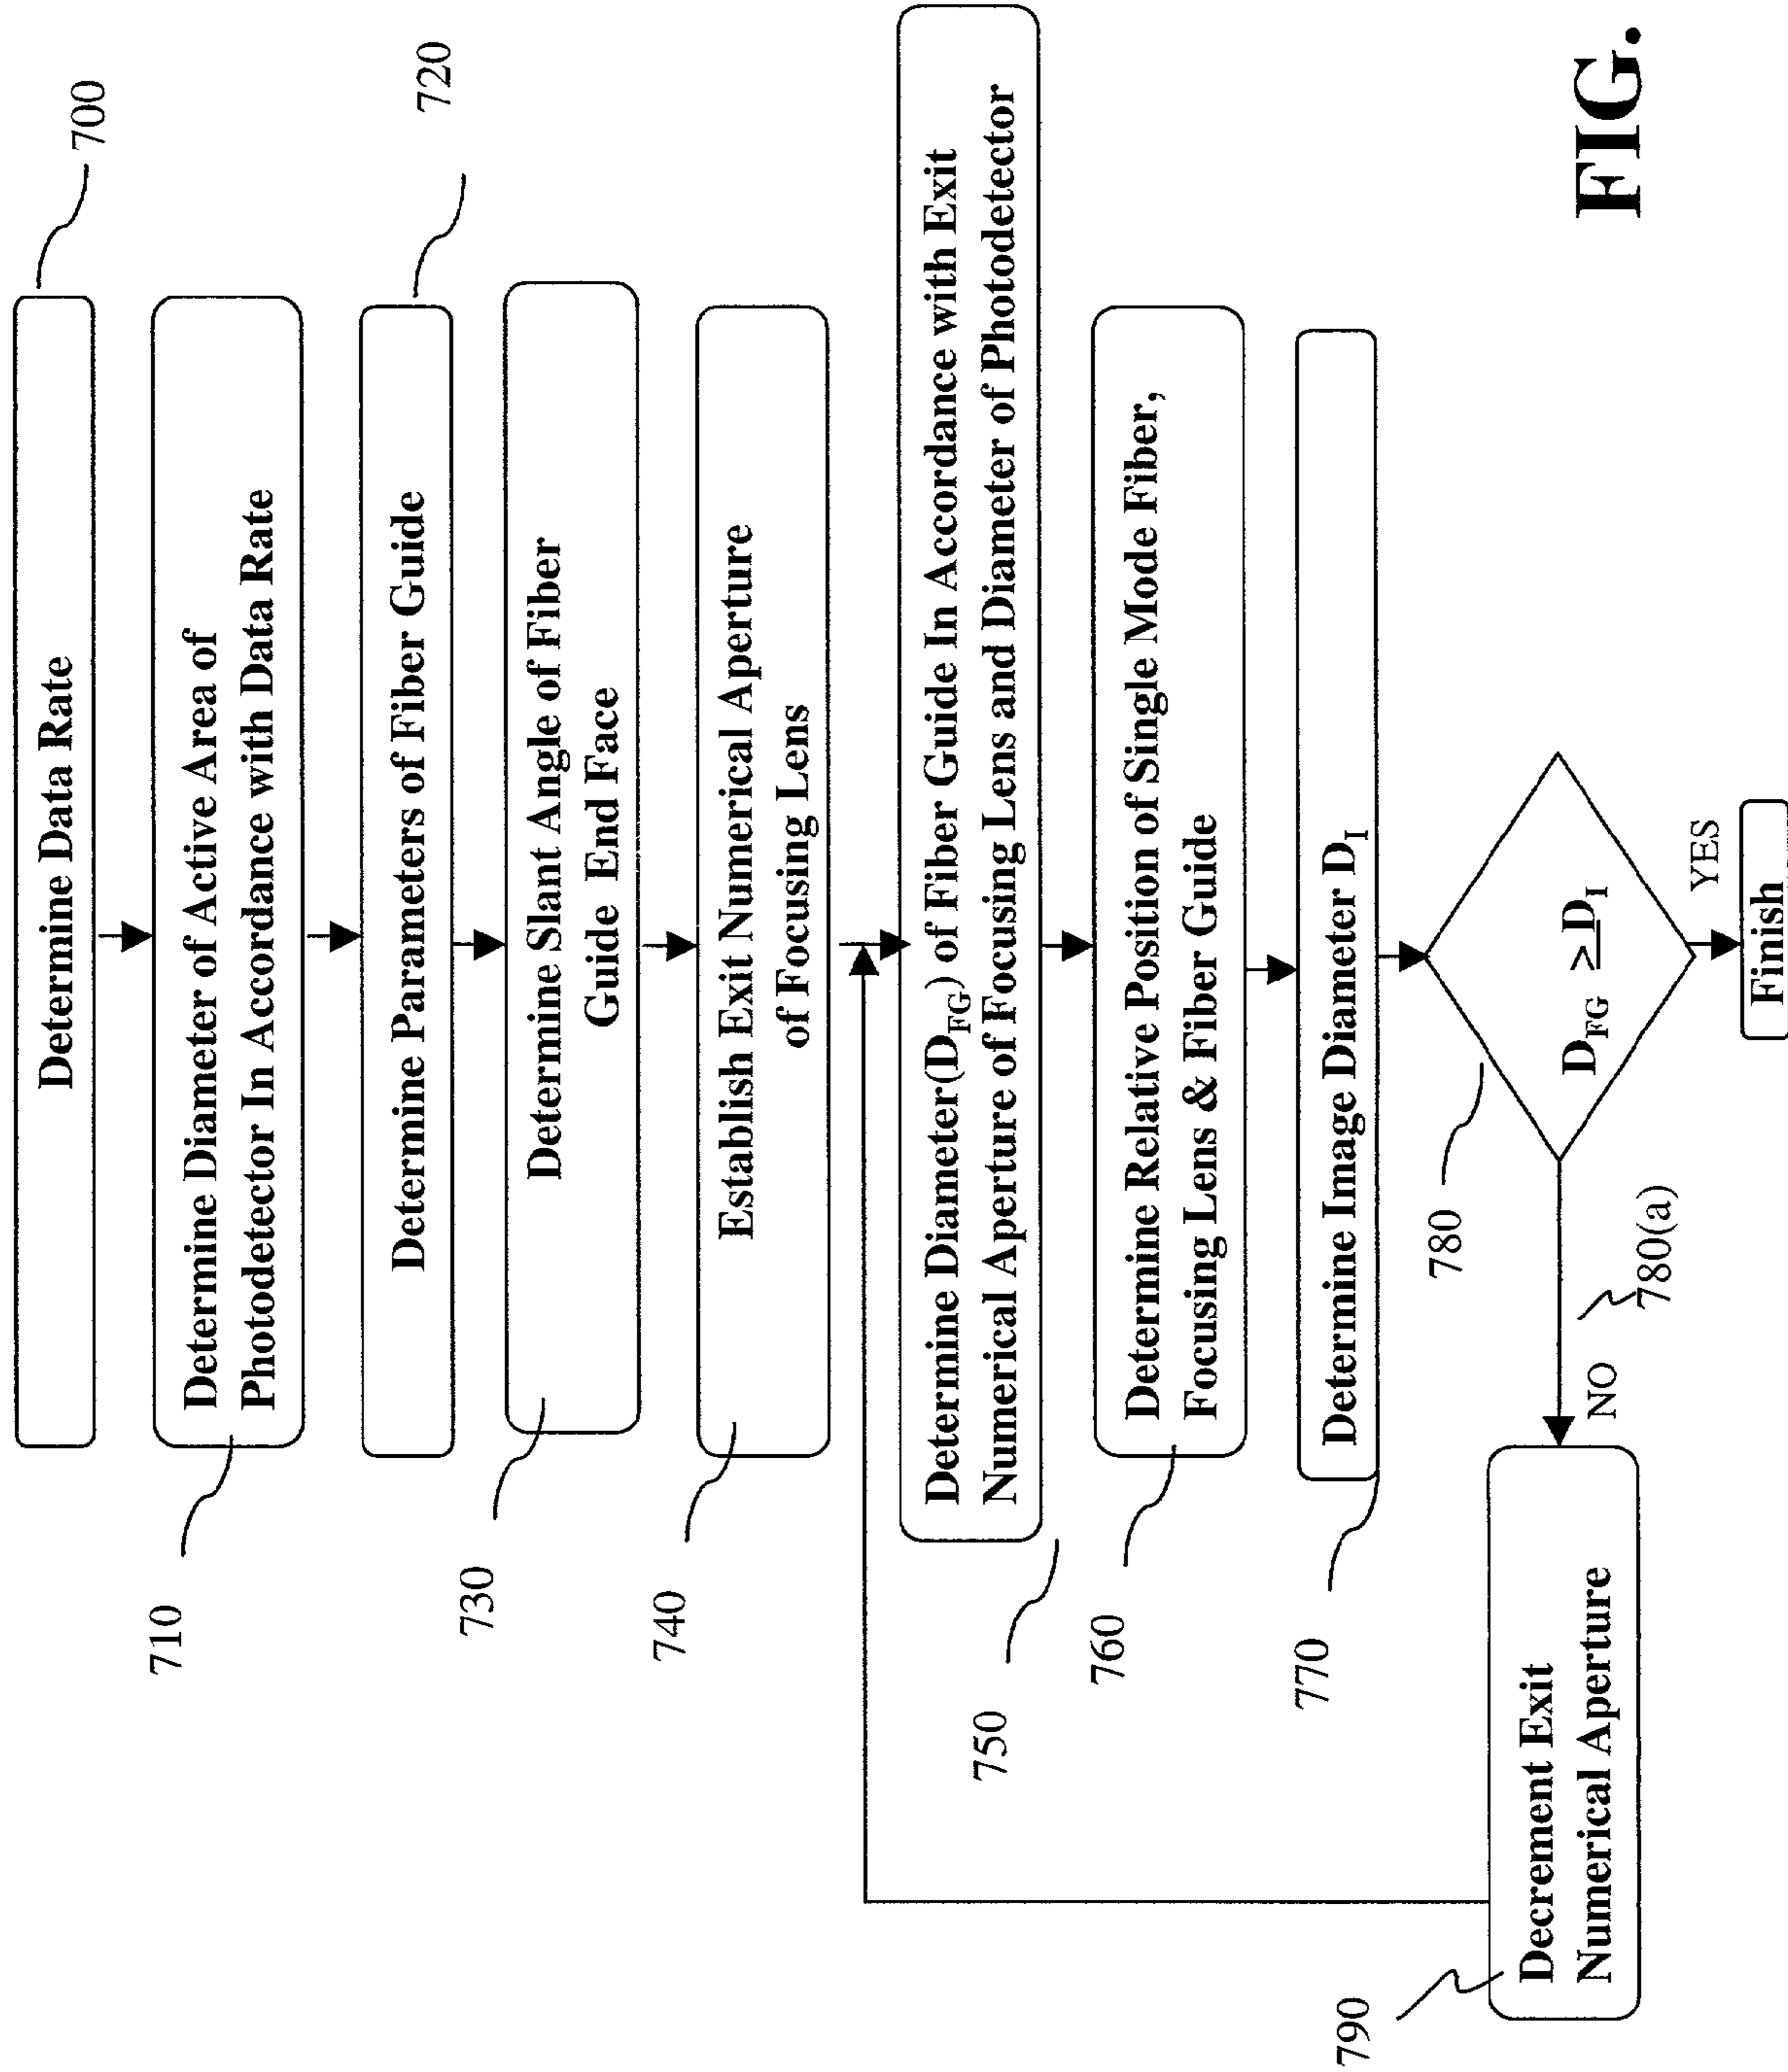 700
Determine Data Rate
710
Determine Diameter of Active Area of
Photodetector In Accordance with Data Rate
720
Determine Parameters of Fiber Guide
730
Determine Slant Angle of Fiber
Guide End Face
740
Establish Exit Numerical Aperture
of Focusing Lens
750
Determine Diameter(D_FG) of Fiber Guide In Accordance with Exit
Numerical Aperture of Focusing Lens and Diameter of Photodetector
760
Determine Relative Position of Single Mode Fiber,
Focusing Lens & Fiber Guide
770
Determine Image Diameter D_I
780
D_FG ≥ D_I
780(a)
NO
YES
790
Decrement Exit
Numerical Aperture
Finish
FIG.